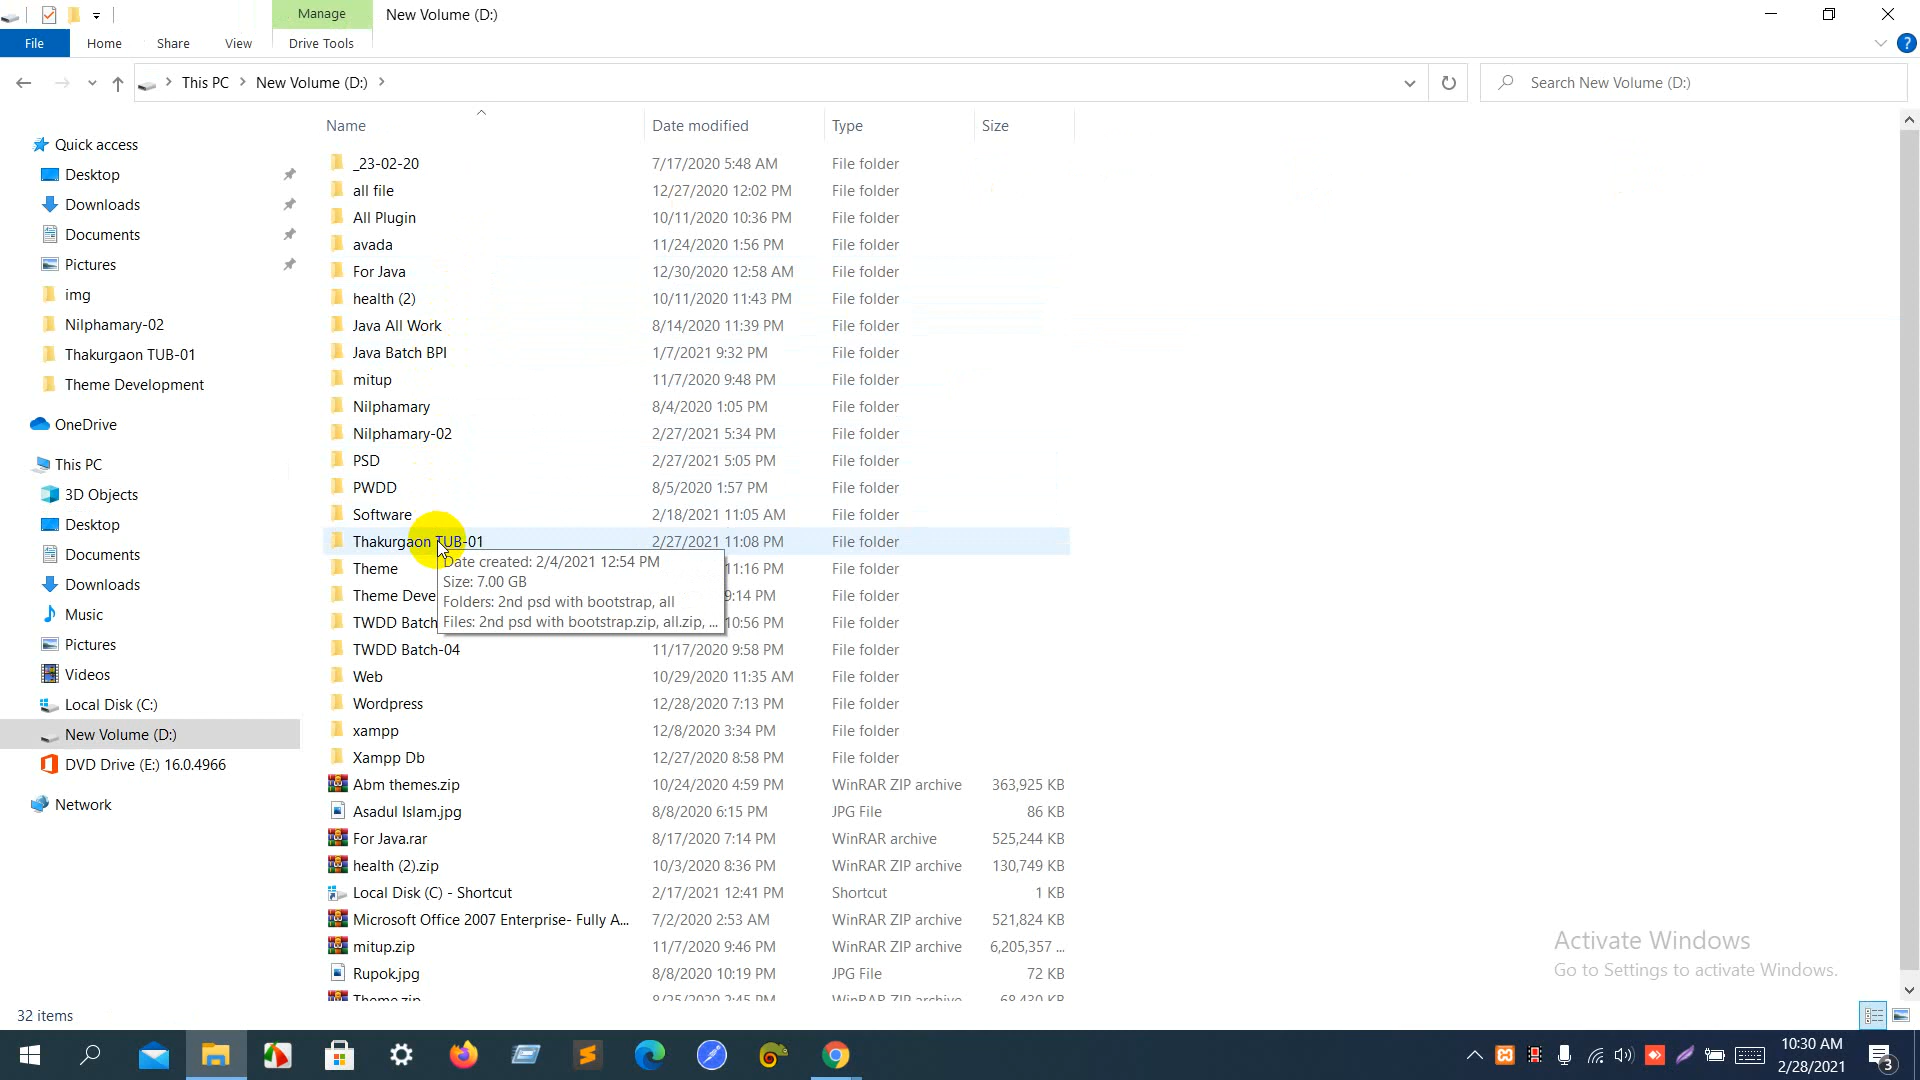 Manage
New Volume (D:)
File
Home
Share
View
Drive Tools
This PC
New Volume (D:)
Search New Volume (D:)
Name
Date modified
Type
Size
Quick access
Desktop
Downloads
Documents
Pictures
img
Nilphamary-02
Thakurgaon TUB-01
Theme Development
OneDrive
This PC
3D Objects
Desktop
Documents
Downloads
Music
Pictures
Videos
Local Disk (C:)
New Volume (D:)
DVD Drive (E:) 16.0.4966
Network
_23-02-20 7/17/2020 5:48 AM File folder
all file 12/27/2020 12:02 PM File folder
All Plugin 10/11/2020 10:36 PM File folder
avada 11/24/2020 1:56 PM File folder
For Java 12/30/2020 12:58 AM File folder
health (2) 10/11/2020 11:43 PM File folder
Java All Work 8/14/2020 11:39 PM File folder
Java Batch BPI 1/7/2021 9:32 PM File folder
mitup 11/7/2020 9:48 PM File folder
Nilphamary 8/4/2020 1:05 PM File folder
Nilphamary-02 2/27/2021 5:34 PM File folder
PSD 2/27/2021 5:05 PM File folder
PWDD 8/5/2020 1:57 PM File folder
Software 2/18/2021 11:05 AM File folder
Thakurgaon TUB-01 2/27/2021 11:08 PM File folder
Theme 11:16 PM File folder
Theme Deve 9:14 PM File folder
TWDD Batch 10:56 PM File folder
Date created: 2/4/2021 12:54 PM
Size: 7.00 GB
Folders: 2nd psd with bootstrap, all
Files: 2nd psd with bootstrap.zip, all.zip, ...
TWDD Batch-04 11/17/2020 9:58 PM File folder
Web 10/29/2020 11:35 AM File folder
Wordpress 12/28/2020 7:13 PM File folder
xampp 12/8/2020 3:34 PM File folder
Xampp Db 12/27/2020 8:58 PM File folder
Abm themes.zip 10/24/2020 4:59 PM WinRAR ZIP archive 363,925 KB
Asadul Islam.jpg 8/8/2020 6:15 PM JPG File 86 KB
For Java.rar 8/17/2020 7:14 PM WinRAR archive 525,244 KB
health (2).zip 10/3/2020 8:36 PM WinRAR ZIP archive 130,749 KB
Local Disk (C) - Shortcut 2/17/2021 12:41 PM Shortcut 1 KB
Microsoft Office 2007 Enterprise- Fully A... 7/2/2020 2:53 AM WinRAR ZIP archive 521,824 KB
mitup.zip 11/7/2020 9:46 PM WinRAR ZIP archive 6,205,357 ...
Rupok.jpg 8/8/2020 10:19 PM JPG File 72 KB
Theme.zip 8/25/2020 2:45 PM WinRAR ZIP archive 68,430 KB
Activate Windows
Go to Settings to activate Windows.
32 items
10:30 AM
2/28/2021
3